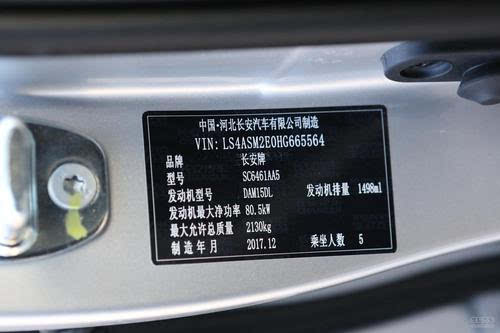 中国·河北长安汽车有限公司制造
VIN: LS4ASM2E0HG665564
品牌 长安牌
型号 SC6461AA5
发动机型号 DAM15DL 发动机排量 1498ml
发动机最大净功率 80.5kW
最大允许总质量 2130kg
制造年月 2017.12 乘坐人数 5